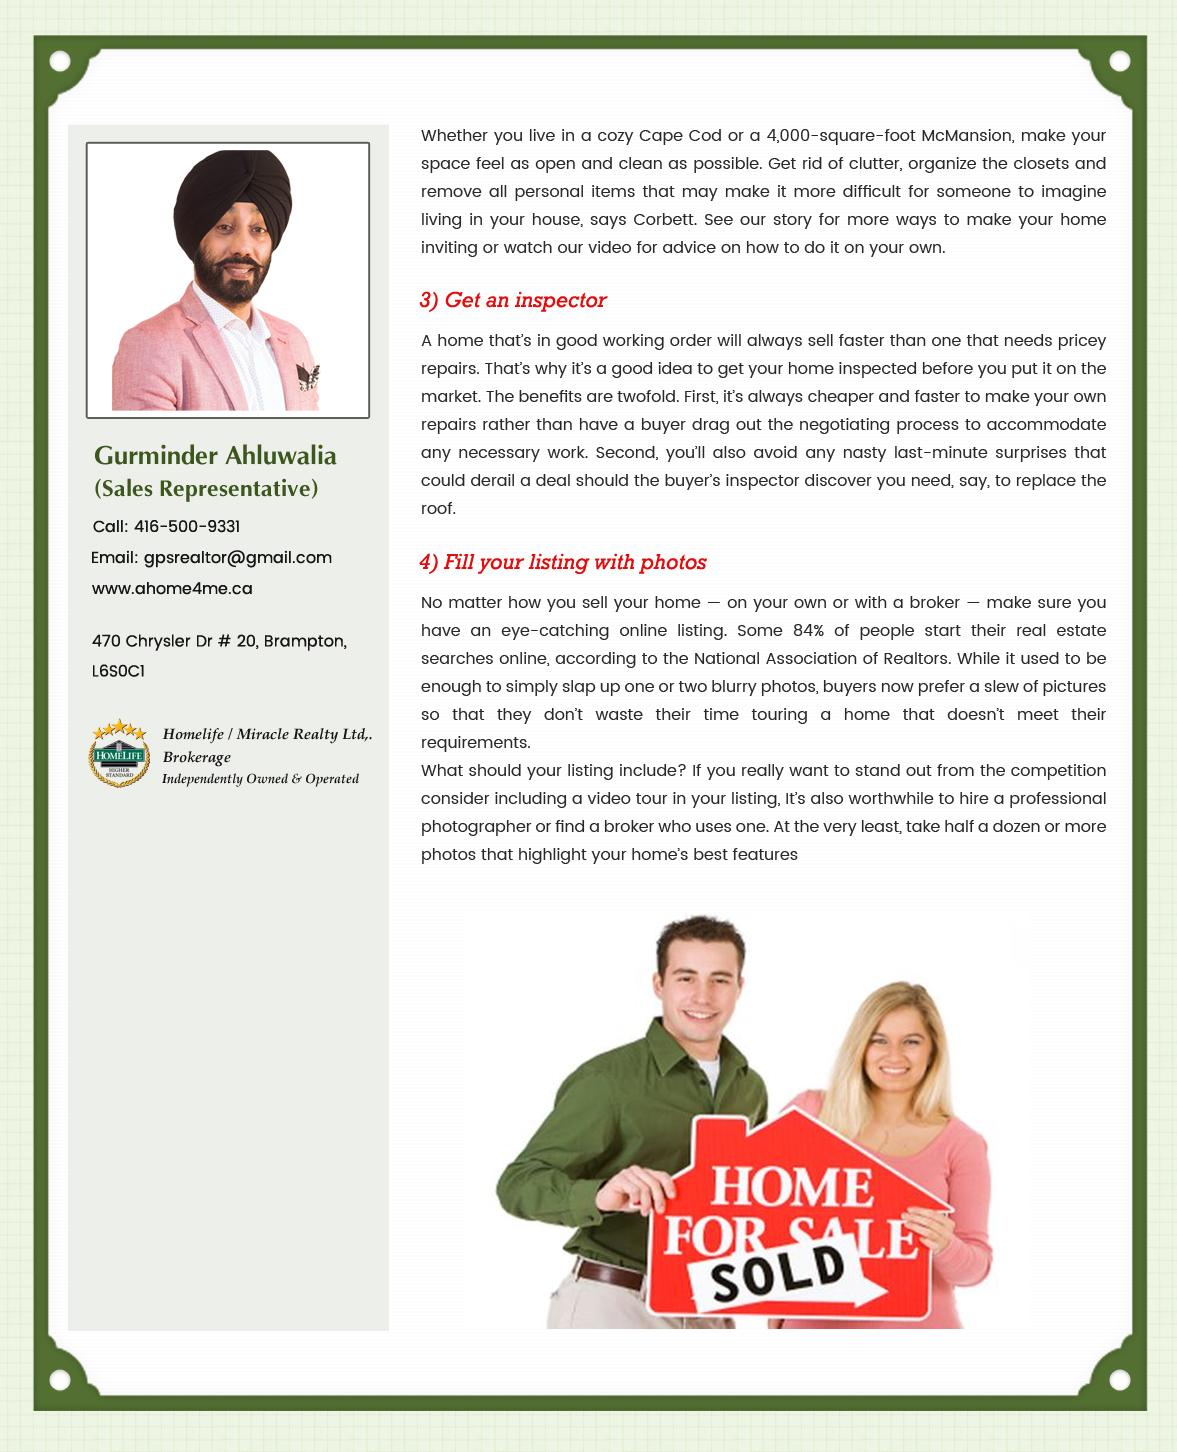 Gurminder Ahluwalia
(Sales Representative)
Call: 416-500-9331
Email: gpsrealtor@gmail.com
www.ahome4me.ca
470 Chrysler Dr # 20, Brampton,
L6S0C1
HOMELIFE
HIGHER
STANDARD
Homelife / Miracle Realty Ltd,.
Brokerage
Independently Owned & Operated
Whether you live in a cozy Cape Cod or a 4,000-square-foot McMansion, make your
space feel as open and clean as possible. Get rid of clutter, organize the closets and
remove all personal items that may make it more difficult for someone to imagine
living in your house, says Corbett. See our story for more ways to make your home
inviting or watch our video for advice on how to do it on your own.
3) Get an inspector
A home that's in good working order will always sell faster than one that needs pricey
repairs. That's why it's a good idea to get your home inspected before you put it on the
market. The benefits are twofold. First, it's always cheaper and faster to make your own
repairs rather than have a buyer drag out the negotiating process to accommodate
any necessary work. Second, you'll also avoid any nasty last-minute surprises that
could derail a deal should the buyer's inspector discover you need, say, to replace the
roof.
4) Fill your listing with photos
No matter how you sell your home — on your own or with a broker — make sure you
have an eye-catching online listing. Some 84% of people start their real estate
searches online, according to the National Association of Realtors. While it used to be
enough to simply slap up one or two blurry photos, buyers now prefer a slew of pictures
so that they don't waste their time touring a home that doesn't meet their
requirements.
What should your listing include? If you really want to stand out from the competition
consider including a video tour in your listing, It's also worthwhile to hire a professional
photographer or find a broker who uses one. At the very least, take half a dozen or more
photos that highlight your home's best features
HOME
FOR SALE
SOLD